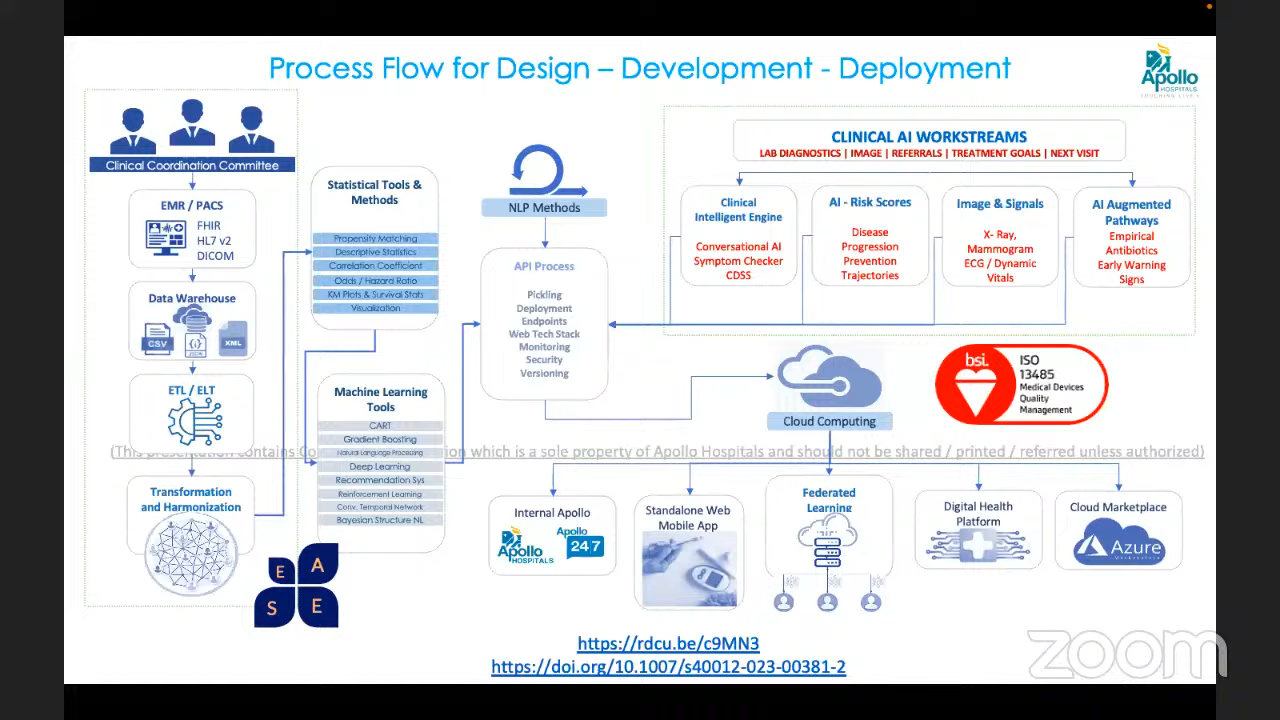 Process Flow for Design – Development - Deployment
Apollo
HOSPITALS
TOUCHING LIVES
Clinical Coordination Committee
EMR / PACS
FHIR
HL7 v2
DICOM
Data Warehouse
CSV
JSON
XML
ETL / ELT
Transformation
and Harmonization
E A
S E
Statistical Tools &
Methods
Propensity Matching
Descriptive Statistics
Correlation Coefficient
Odds / Hazard Ratio
KM Plots & Survival Stats
Visualization
Machine Learning
Tools
CART
Gradient Boosting
Natural Language Processing
Deep Learning
Recommendation Sys
Reinforcement Learning
Conv. Temporal Network
Bayesian Structure NL
NLP Methods
API Process
Pickling
Deployment
Endpoints
Web Tech Stack
Monitoring
Security
Versioning
CLINICAL AI WORKSTREAMS
LAB DIAGNOSTICS | IMAGE | REFERRALS | TREATMENT GOALS | NEXT VISIT
Clinical
Intelligent Engine
Conversational AI
Symptom Checker
CDSS
AI - Risk Scores
Disease
Progression
Prevention
Trajectories
Image & Signals
X- Ray,
Mammogram
ECG / Dynamic
Vitals
AI Augmented
Pathways
Empirical
Antibiotics
Early Warning
Signs
Cloud Computing
bsi.
ISO
13485
Medical Devices
Quality
Management
(This presentation contains Co on which is a sole property of Apollo Hospitals and should not be shared / printed / referred unless authorized)
Internal Apollo
Apollo
HOSPITALS
Apollo
24|7
Standalone Web
Mobile App
Federated
Learning
Digital Health
Platform
Cloud Marketplace
Azure
https://rdcu.be/c9MN3
https://doi.org/10.1007/s40012-023-00381-2
zoom